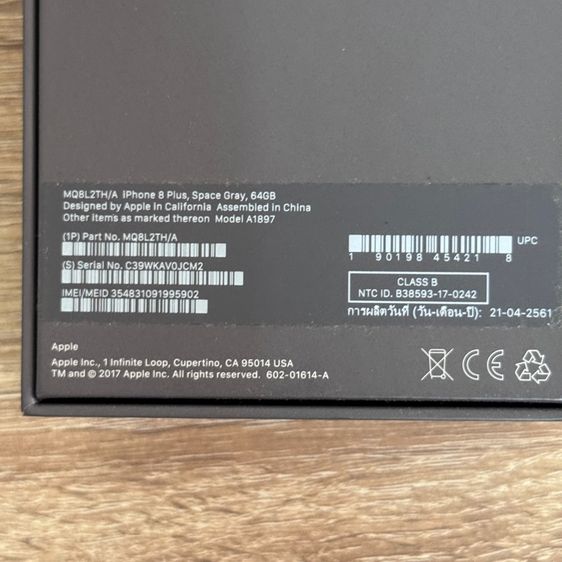 MQ8L2TH/A iPhone 8 Plus, Space Gray, 64GB
Designed by Apple in California Assembled in China
Other items as marked thereon Model A1897
(1P) Part No. MQ8L2TH/A
(S) Serial No. C39WKAV0JCM2
IMEI/MEID 354831091995902
UPC
1 90198 45421 8
CLASS B
NTC ID. B38593-17-0242
การผลิตวันที่ (วัน-เดือน-ปี): 21-04-2561
Apple
Apple Inc., 1 Infinite Loop, Cupertino, CA 95014 USA
TM and © 2017 Apple Inc. All rights reserved. 602-01614-A
CE